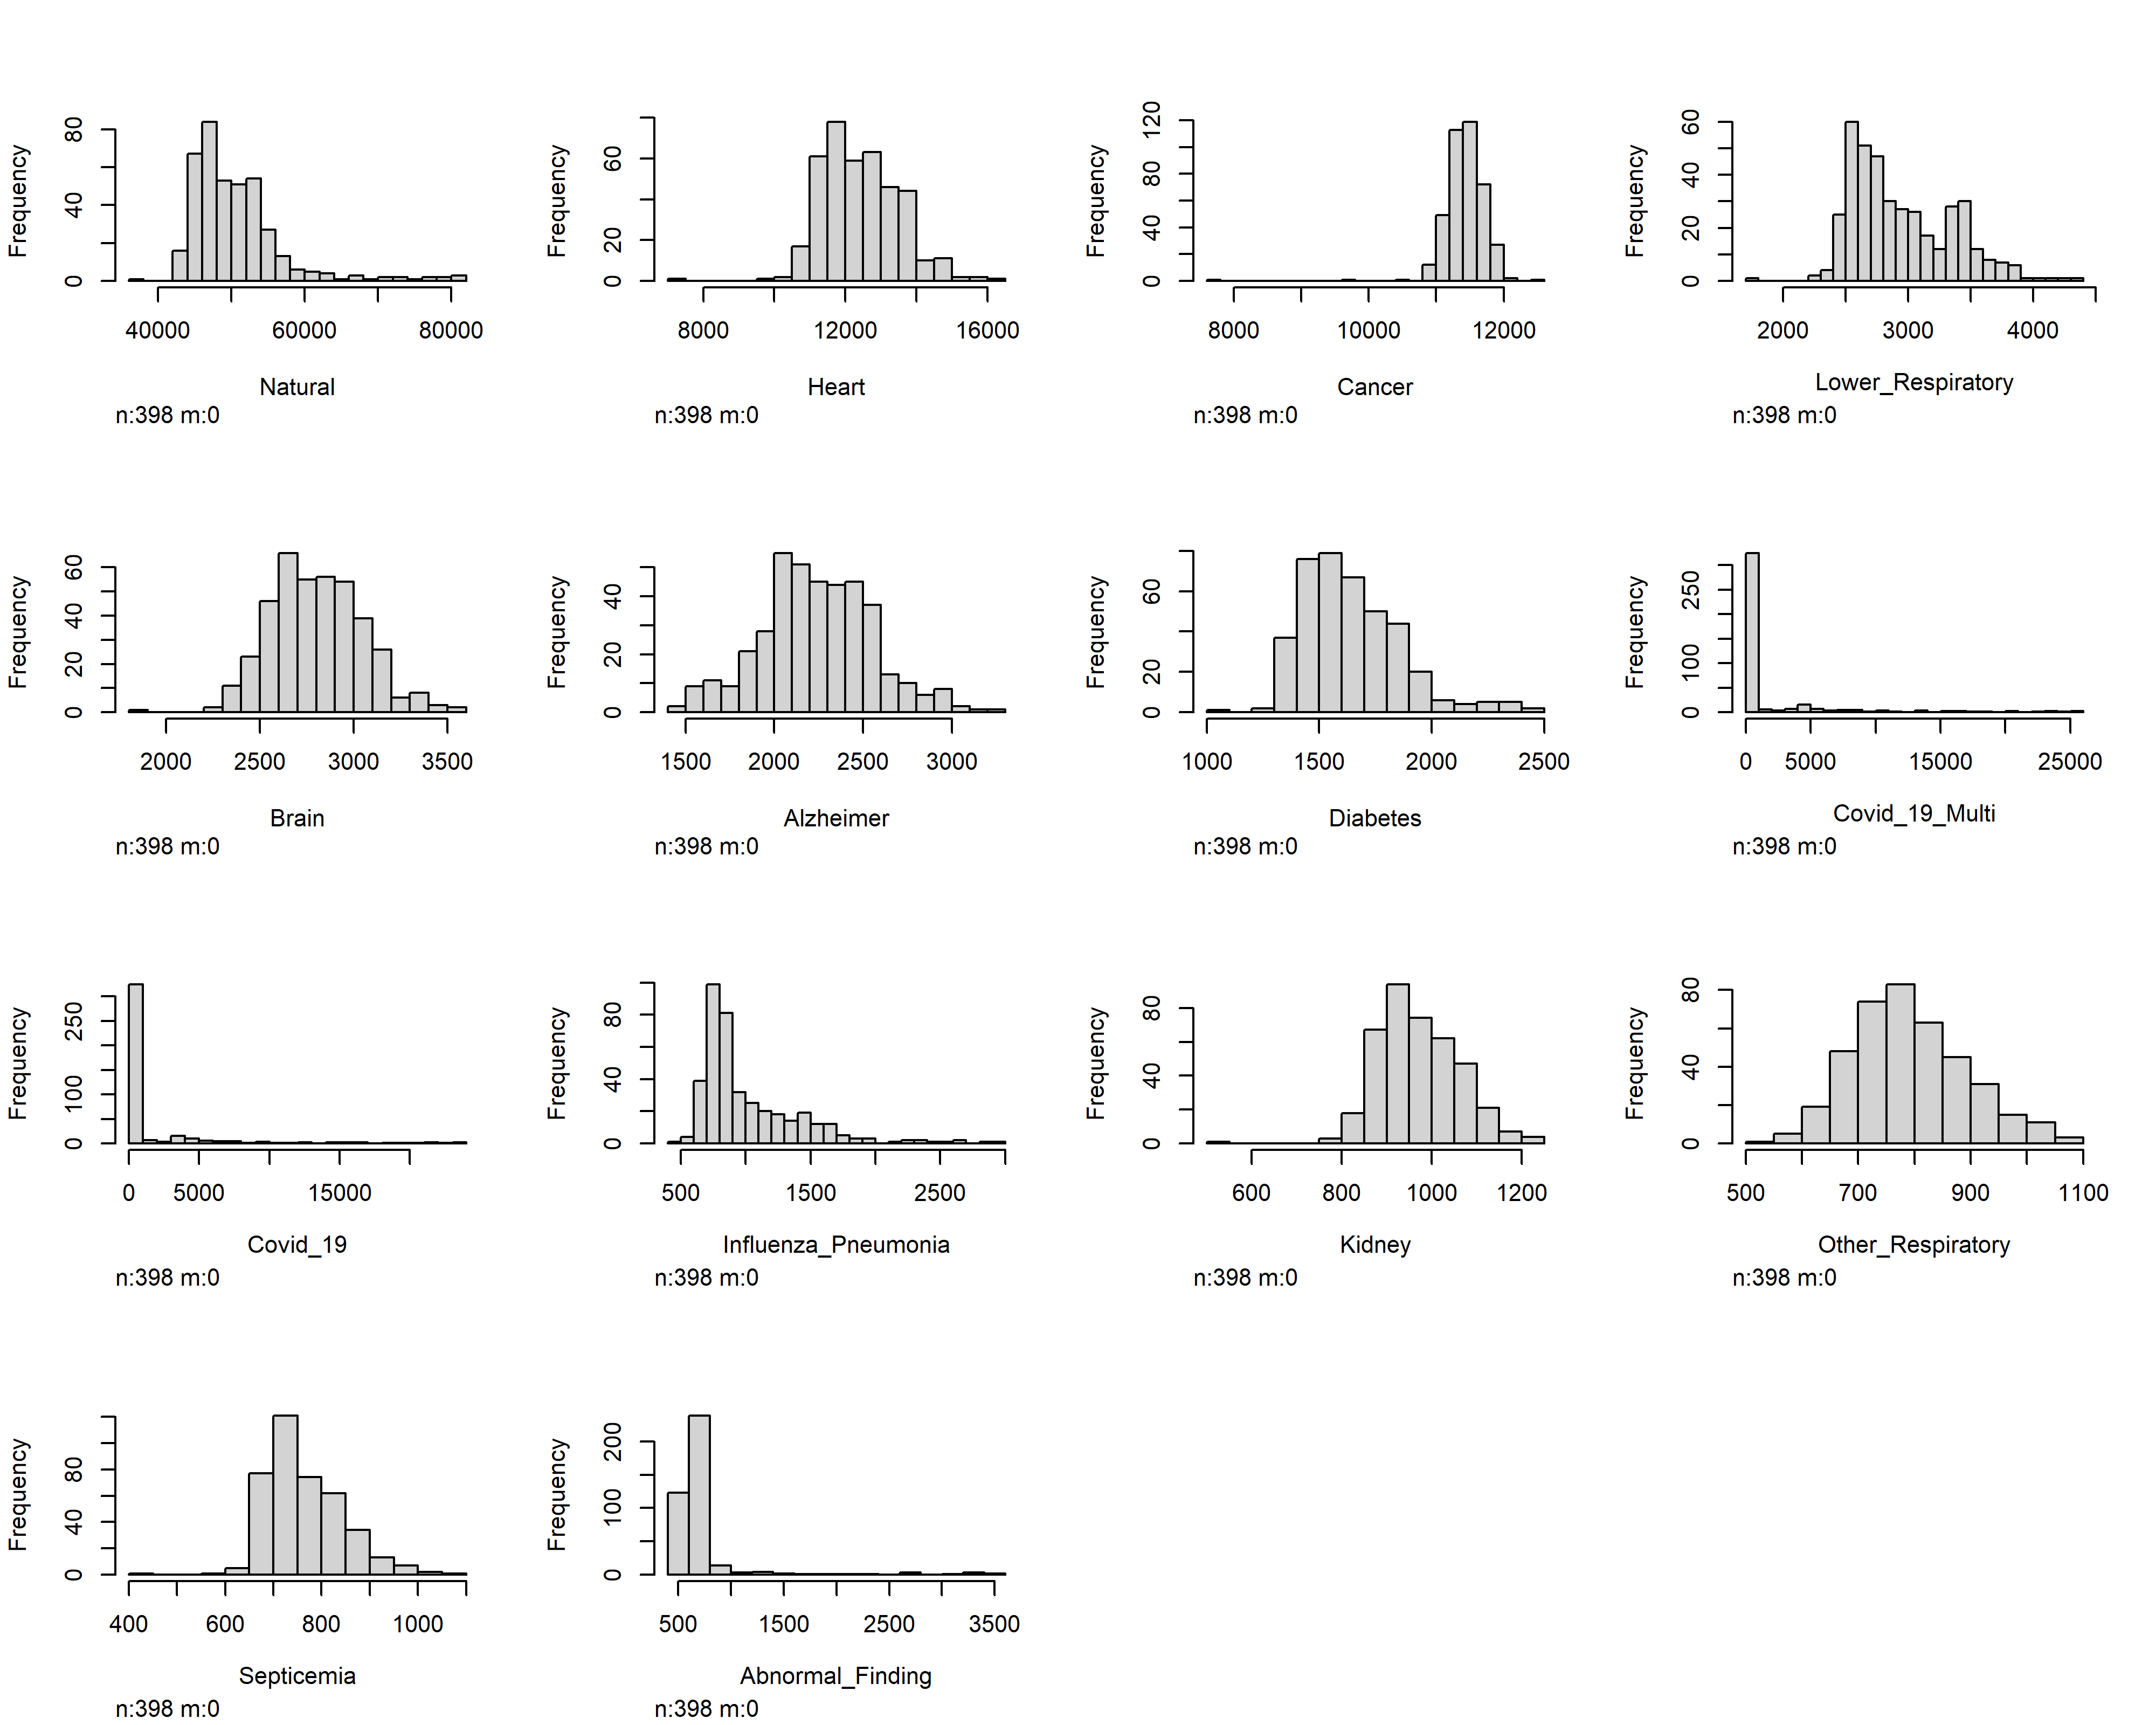 Frequency
0 40 80
40000 60000 80000
Natural
n:398 m:0
Frequency
0 20 60
8000 12000 16000
Heart
n:398 m:0
Frequency
0 40 80 120
8000 10000 12000
Cancer
n:398 m:0
Frequency
0 20 40 60
2000 3000 4000
Lower_Respiratory
n:398 m:0
Frequency
0 20 40 60
2000 2500 3000 3500
Brain
n:398 m:0
Frequency
0 20 40
1500 2000 2500 3000
Alzheimer
n:398 m:0
Frequency
0 20 60
1000 1500 2000 2500
Diabetes
n:398 m:0
Frequency
0 100 250
0 5000 15000 25000
Covid_19_Multi
n:398 m:0
Frequency
0 100 250
0 5000 15000
Covid_19
n:398 m:0
Frequency
0 40 80
500 1500 2500
Influenza_Pneumonia
n:398 m:0
Frequency
0 40 80
600 800 1000 1200
Kidney
n:398 m:0
Frequency
0 40 80
500 700 900 1100
Other_Respiratory
n:398 m:0
Frequency
0 40 80
400 600 800 1000
Septicemia
n:398 m:0
Frequency
0 100 200
500 1500 2500 3500
Abnormal_Finding
n:398 m:0